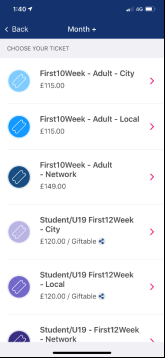 1:40
4G
Back
Month +
CHOOSE YOUR TICKET
First10Week - Adult - City
£115.00
First10Week - Adult - Local
£115.00
First10Week - Adult
- Network
£149.00
Student/U19 First12Week
- City
£120.00 / Giftable
Student/U19 First12Week
- Local
£120.00 / Giftable
Student/U19 - First12Week
- Network